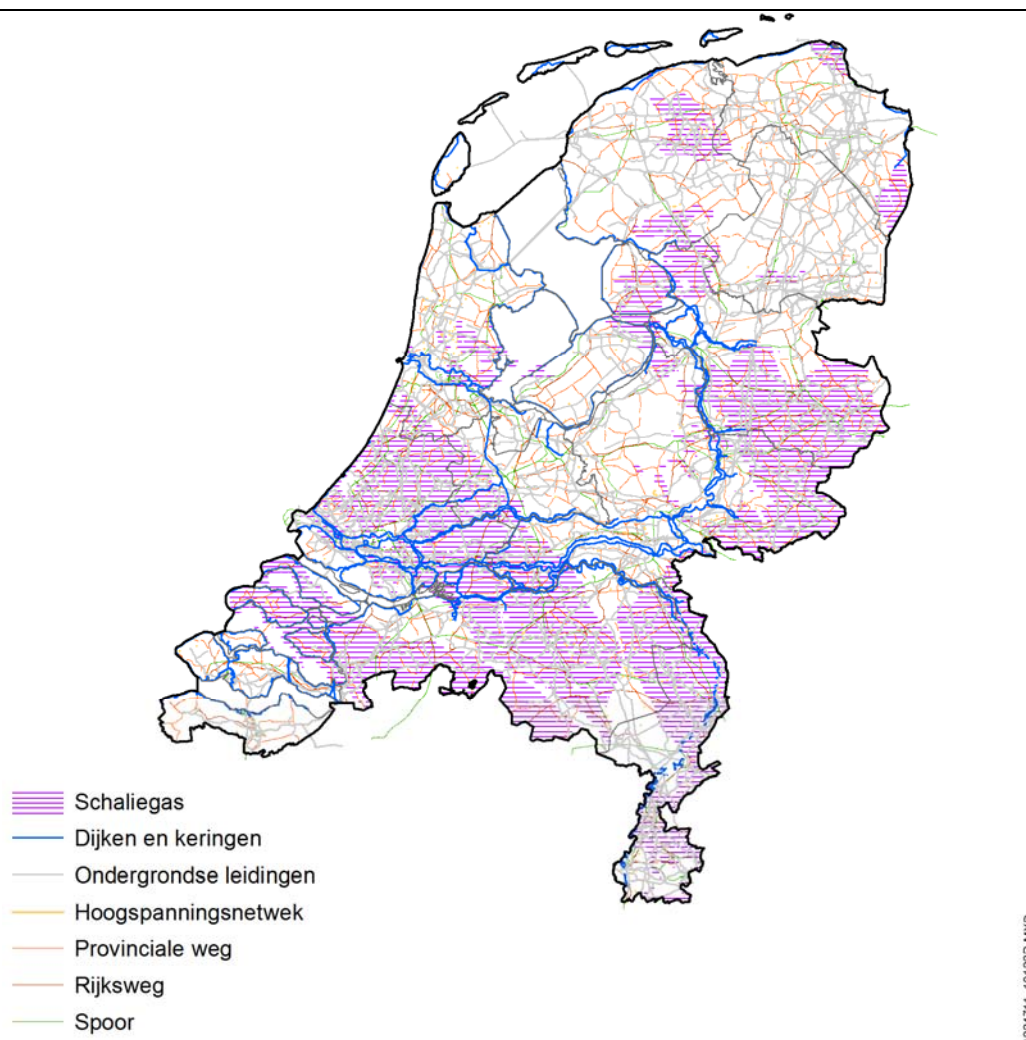 Schaliegas
Dijken en keringen
Ondergrondse leidingen
Hoogspanningsnetwek
Provinciale weg
Rijksweg
Spoor